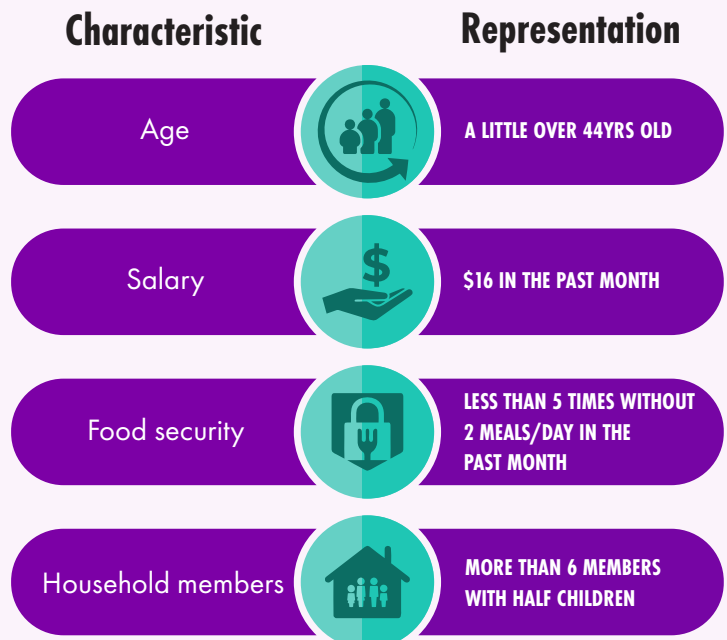 Characteristic
Representation
Age
A LITTLE OVER 44YRS OLD
Salary
$
$16 IN THE PAST MONTH
Food security
LESS THAN 5 TIMES WITHOUT
2 MEALS/DAY IN THE
PAST MONTH
Household members
MORE THAN 6 MEMBERS
WITH HALF CHILDREN